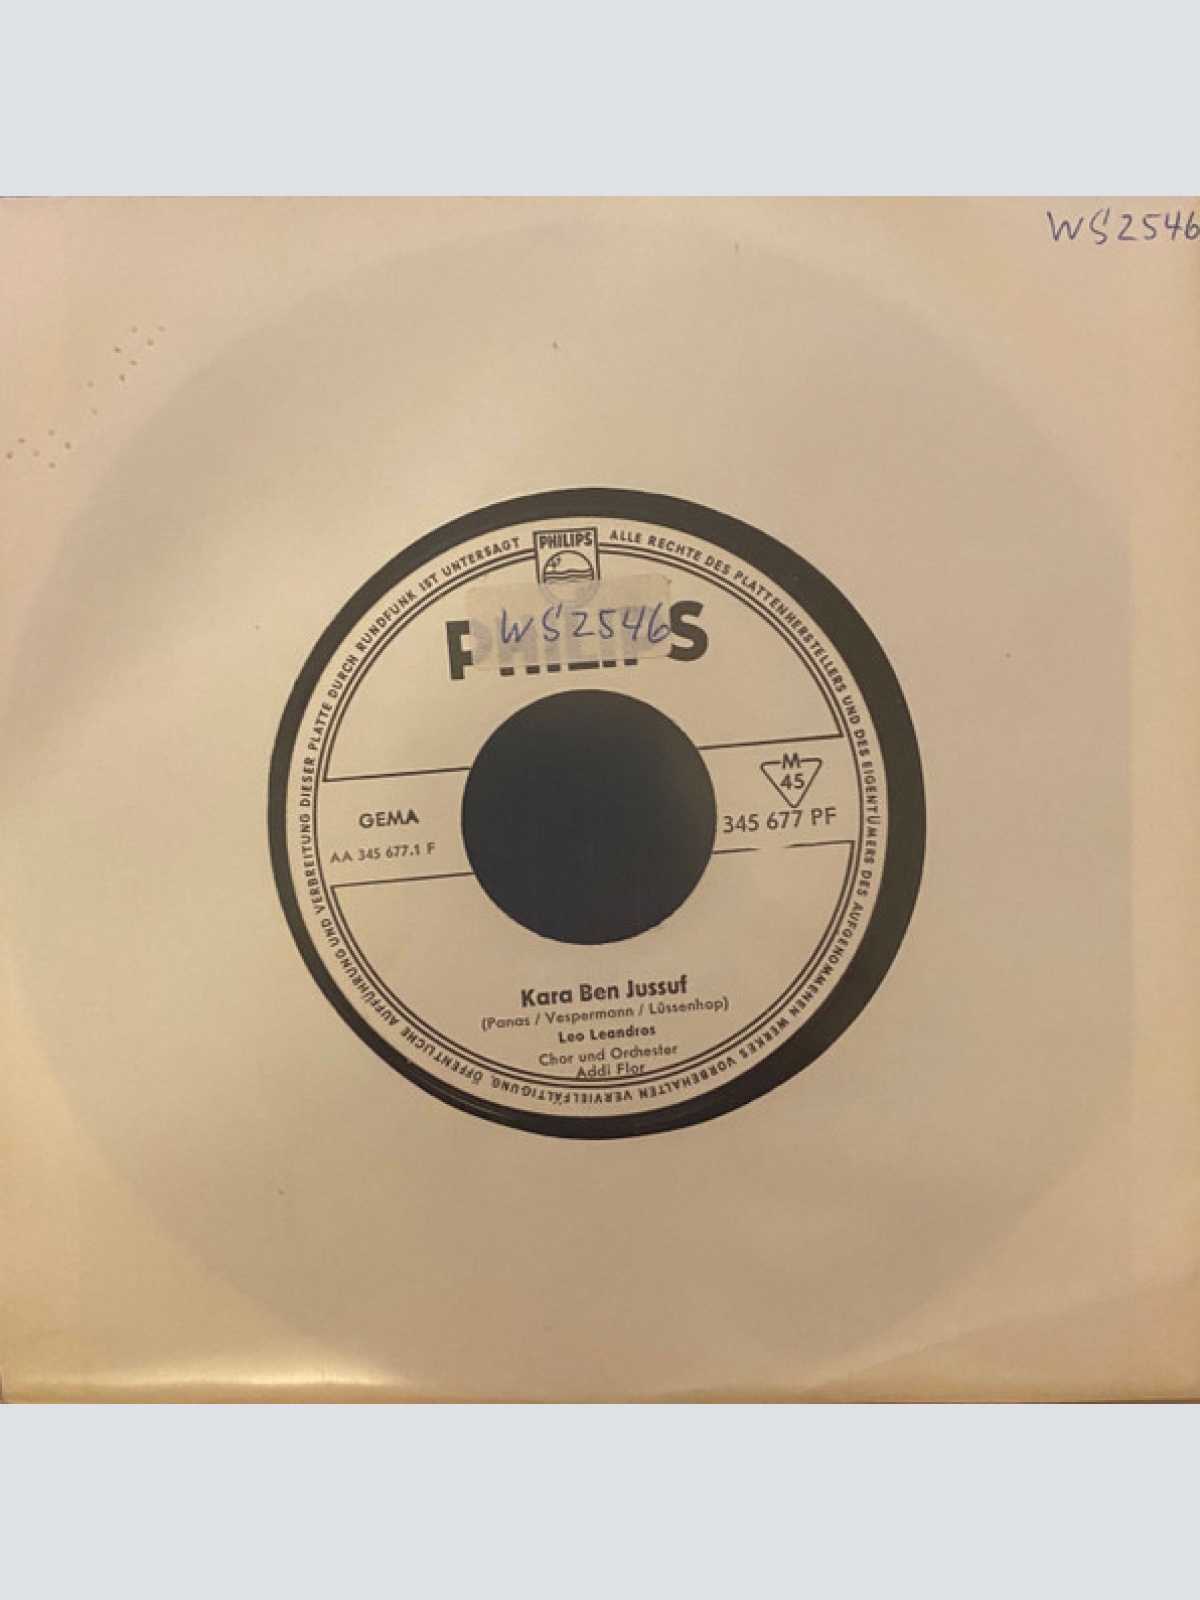 WS2546
PHILIPS
ALLE RECHTE DES PLATTENHERSTELLERS UND DES EIGENTÜMERS DES AUFGENOMMENEN WERKES VORBEHALTEN VERVIELFÄLTIGUNG, ÖFFENTLICHE AUFFÜHRUNG UND VERBREITUNG DIESER PLATTE DURCH RUNDFUNK IST UNTERSAGT
PHILIPS
WS2546
M
45
GEMA
345 677 PF
AA 345 677.1 F
Kara Ben Jussuf
(Panas / Vespermann / Lüssenhop)
Leo Leandros
Chor und Orchester
Addi Flor